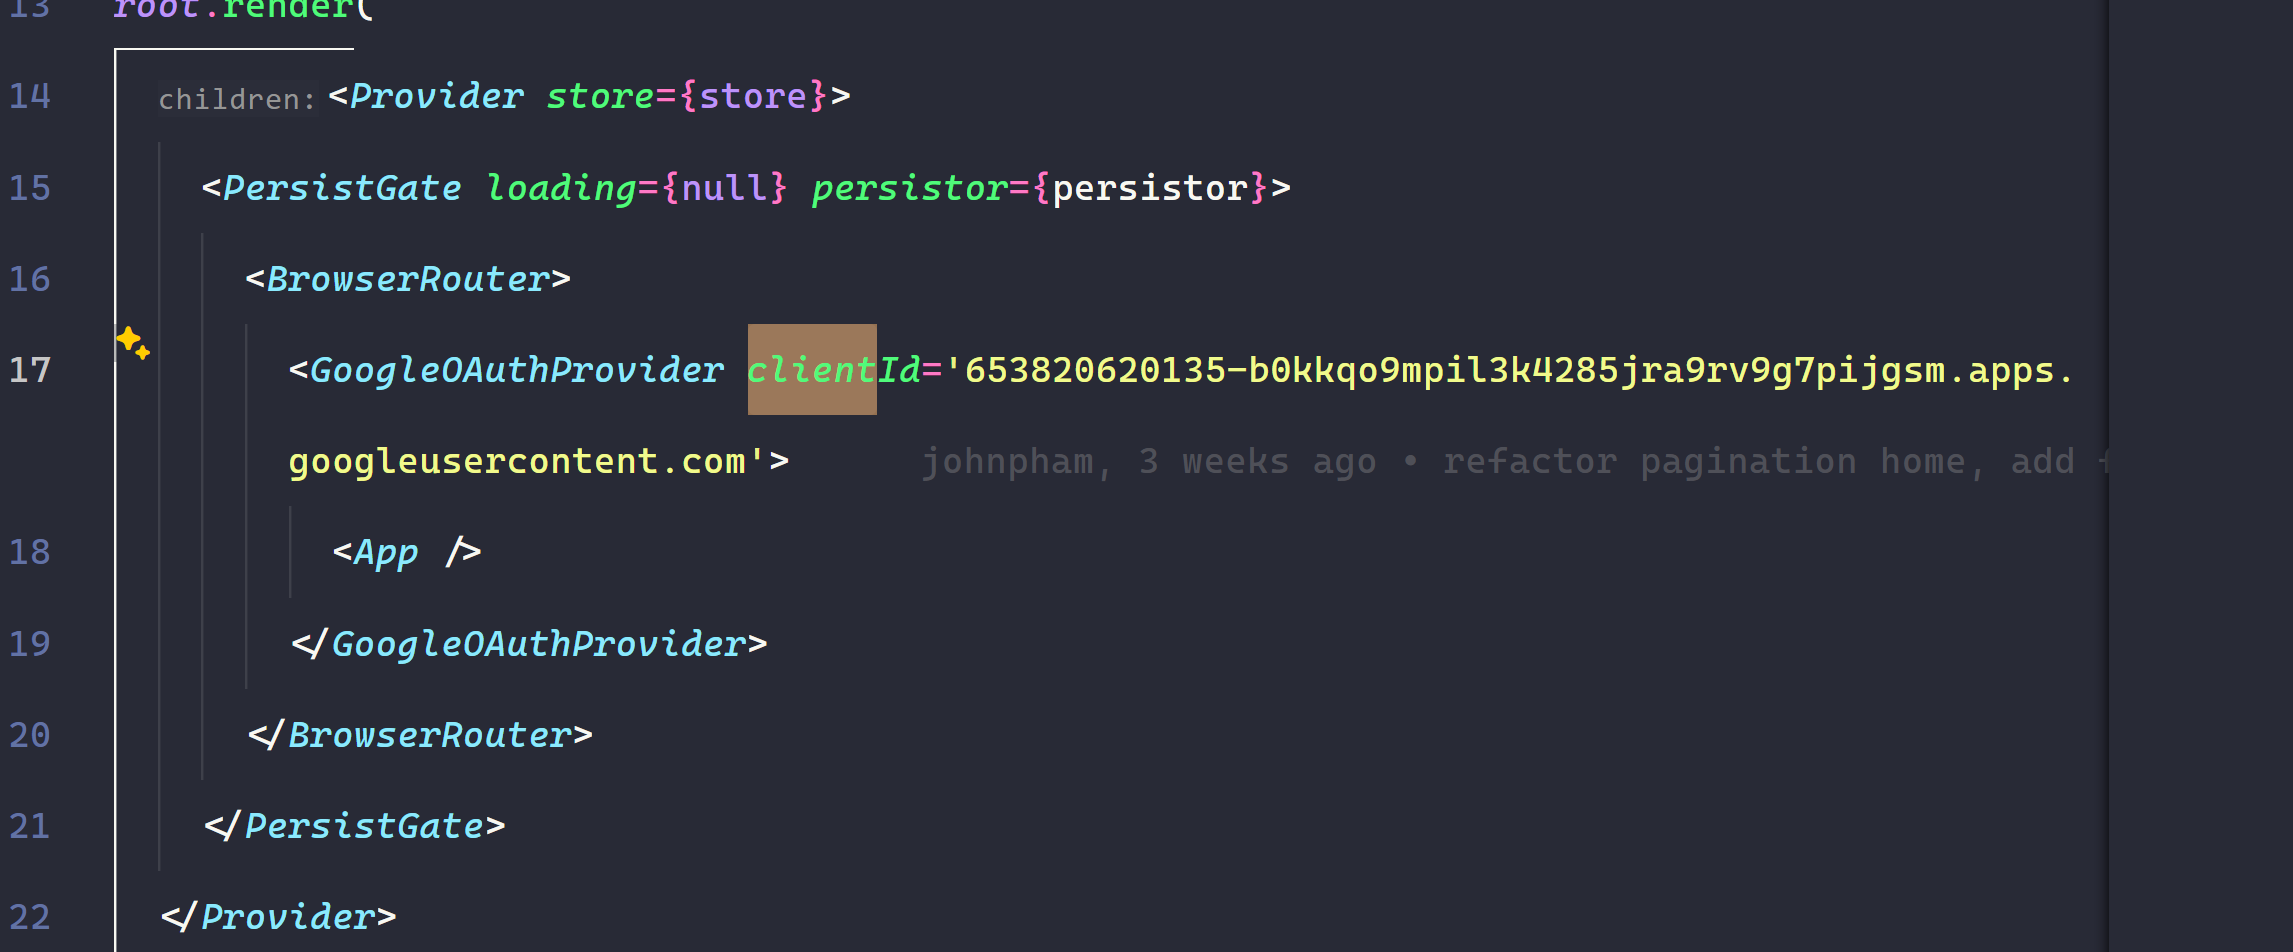 13 root.render(
14 children: <Provider store={store}>
15 <PersistGate loading={null} persistor={persistor}>
16 <BrowserRouter>
17 <GoogleOAuthProvider clientId='653820620135-b0kkqo9mpil3k4285jra9rv9g7pijgsm.apps.
googleusercontent.com'> johnpham, 3 weeks ago • refactor pagination home, add
18 <App />
19 </GoogleOAuthProvider>
20 </BrowserRouter>
21 </PersistGate>
22 </Provider>